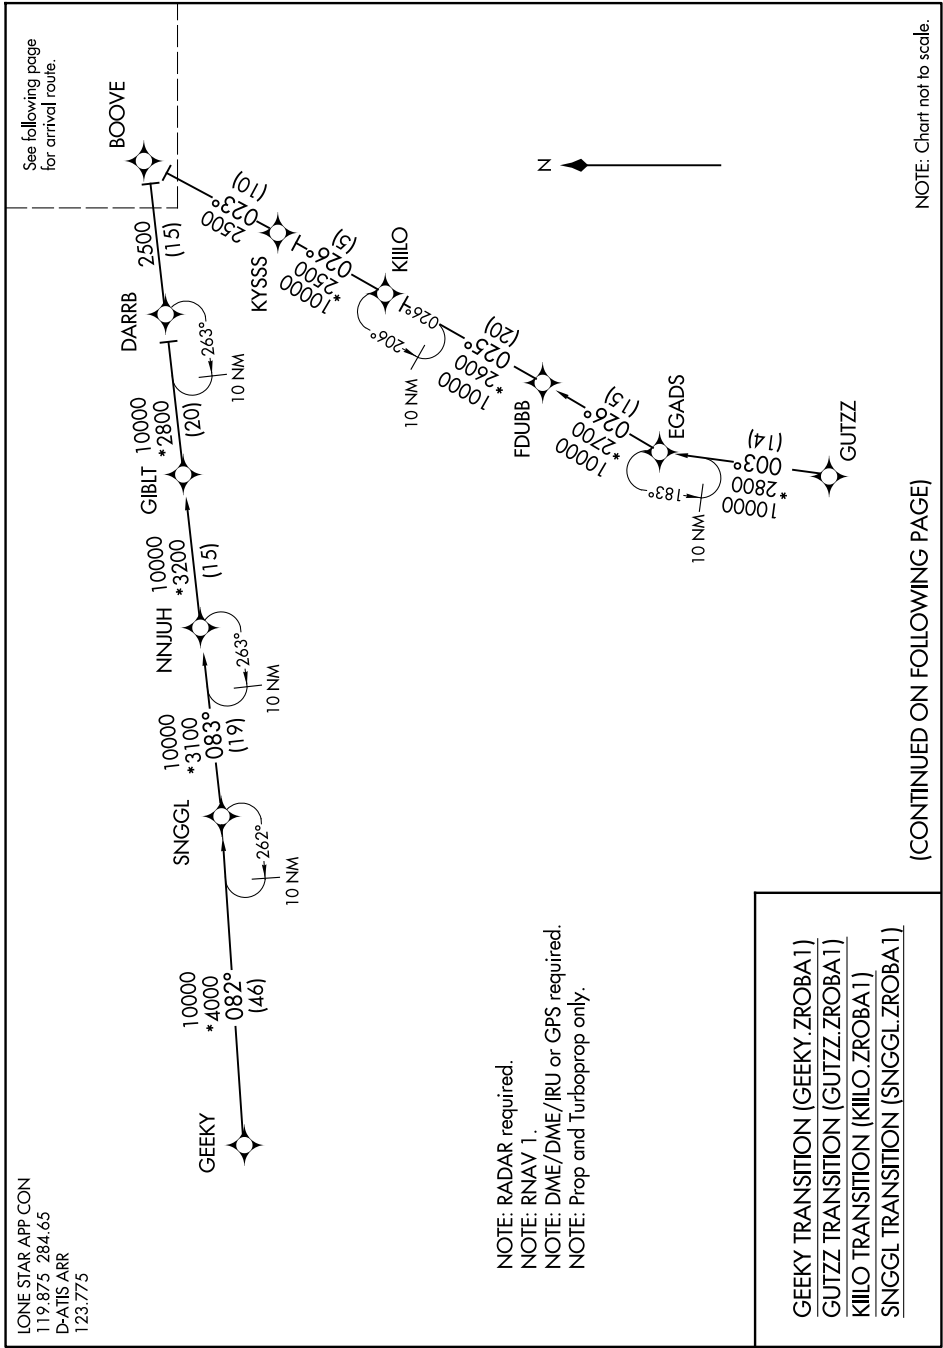 LONE STAR APP CON
119.875 284.65
D-ATIS ARR
123.775
See following page
for arrival route.
BOOVE
2500
(15)
DARRB
263°
10 NM
10000
*2800
(20)
GIBLT
10000
*3200
(15)
NNJUH
263°
10 NM
10000
*3100
083°
(19)
SNGGL
262°
10 NM
10000
*4000
082°
(46)
GEEKY
2500
023°
(10)
KYSSS
10000
*2500
026°
(5)
KIILO
206°
026°
10 NM
10000
*2600
025°
(20)
FDUBB
10000
*2700
026°
(15)
EGADS
183°
10 NM
10000
*2800
003°
(14)
GUTZZ
N
NOTE: RADAR required.
NOTE: RNAV 1.
NOTE: DME/DME/IRU or GPS required.
NOTE: Prop and Turboprop only.
GEEKY TRANSITION (GEEKY.ZROBA1)
GUTZZ TRANSITION (GUTZZ.ZROBA1)
KIILO TRANSITION (KIILO.ZROBA1)
SNGGL TRANSITION (SNGGL.ZROBA1)
(CONTINUED ON FOLLOWING PAGE)
NOTE: Chart not to scale.